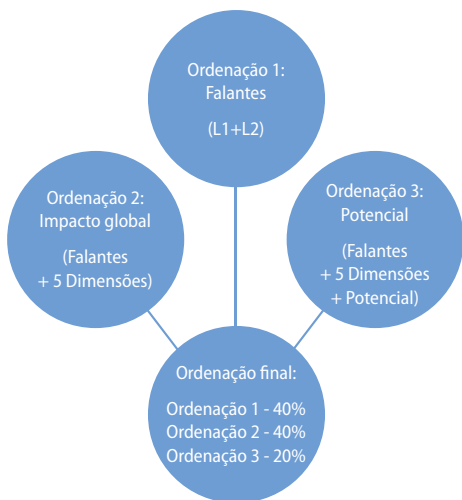 Ordenação 1:
Falantes
(L1+L2)
Ordenação 2:
Impacto global
(Falantes
+ 5 Dimensões)
Ordenação 3:
Potencial
(Falantes
+ 5 Dimensões
+ Potencial)
Ordenação final:
Ordenação 1 - 40%
Ordenação 2 - 40%
Ordenação 3 - 20%